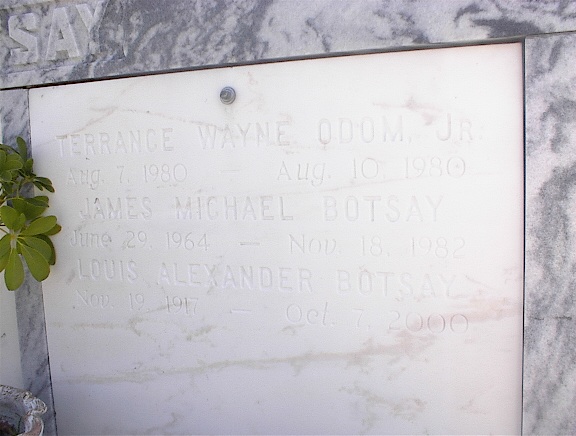 SAY
TERRANCE WAYNE ODOM, JR.
Aug. 7, 1980 — Aug. 10, 1980
JAMES MICHAEL BOTSAY
June 29, 1964 — Nov. 18, 1982
LOUIS ALEXANDER BOTSAY
Nov. 19, 1917 — Oct. 7, 2000